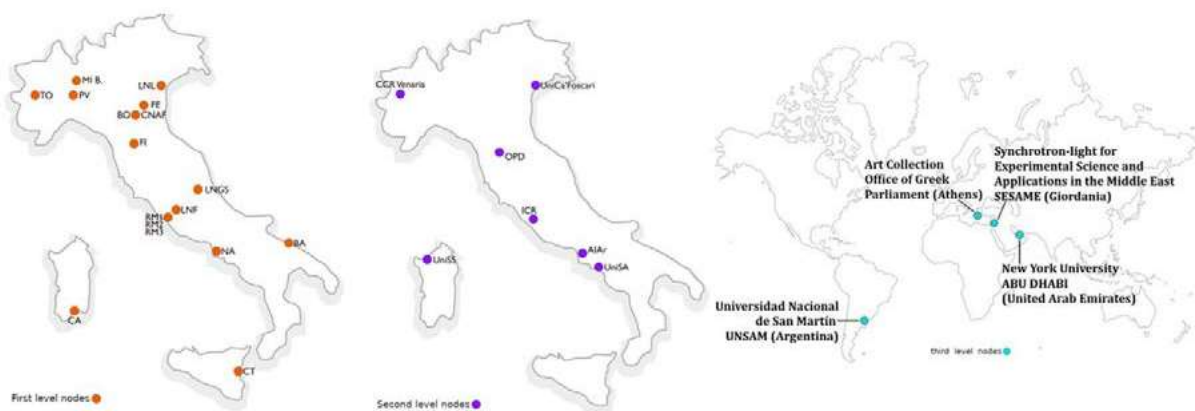 MI B.
TO
PV
LNL
FE
BO
CNAF
FI
LNGS
LNF
RM1
RM2
RM3
NA
BA
CA
CT
First level nodes
CCR Venaria
UniCa'Foscari
OPD
ICR
AIAr
UniSA
UniSS
Second level nodes
Art Collection
Office of Greek
Parliament (Athens)
Synchrotron-light for
Experimental Science and
Applications in the Middle East
SESAME (Giordania)
New York University
ABU DHABI
(United Arab Emirates)
Universidad Nacional
de San Martín
UNSAM (Argentina)
third level nodes